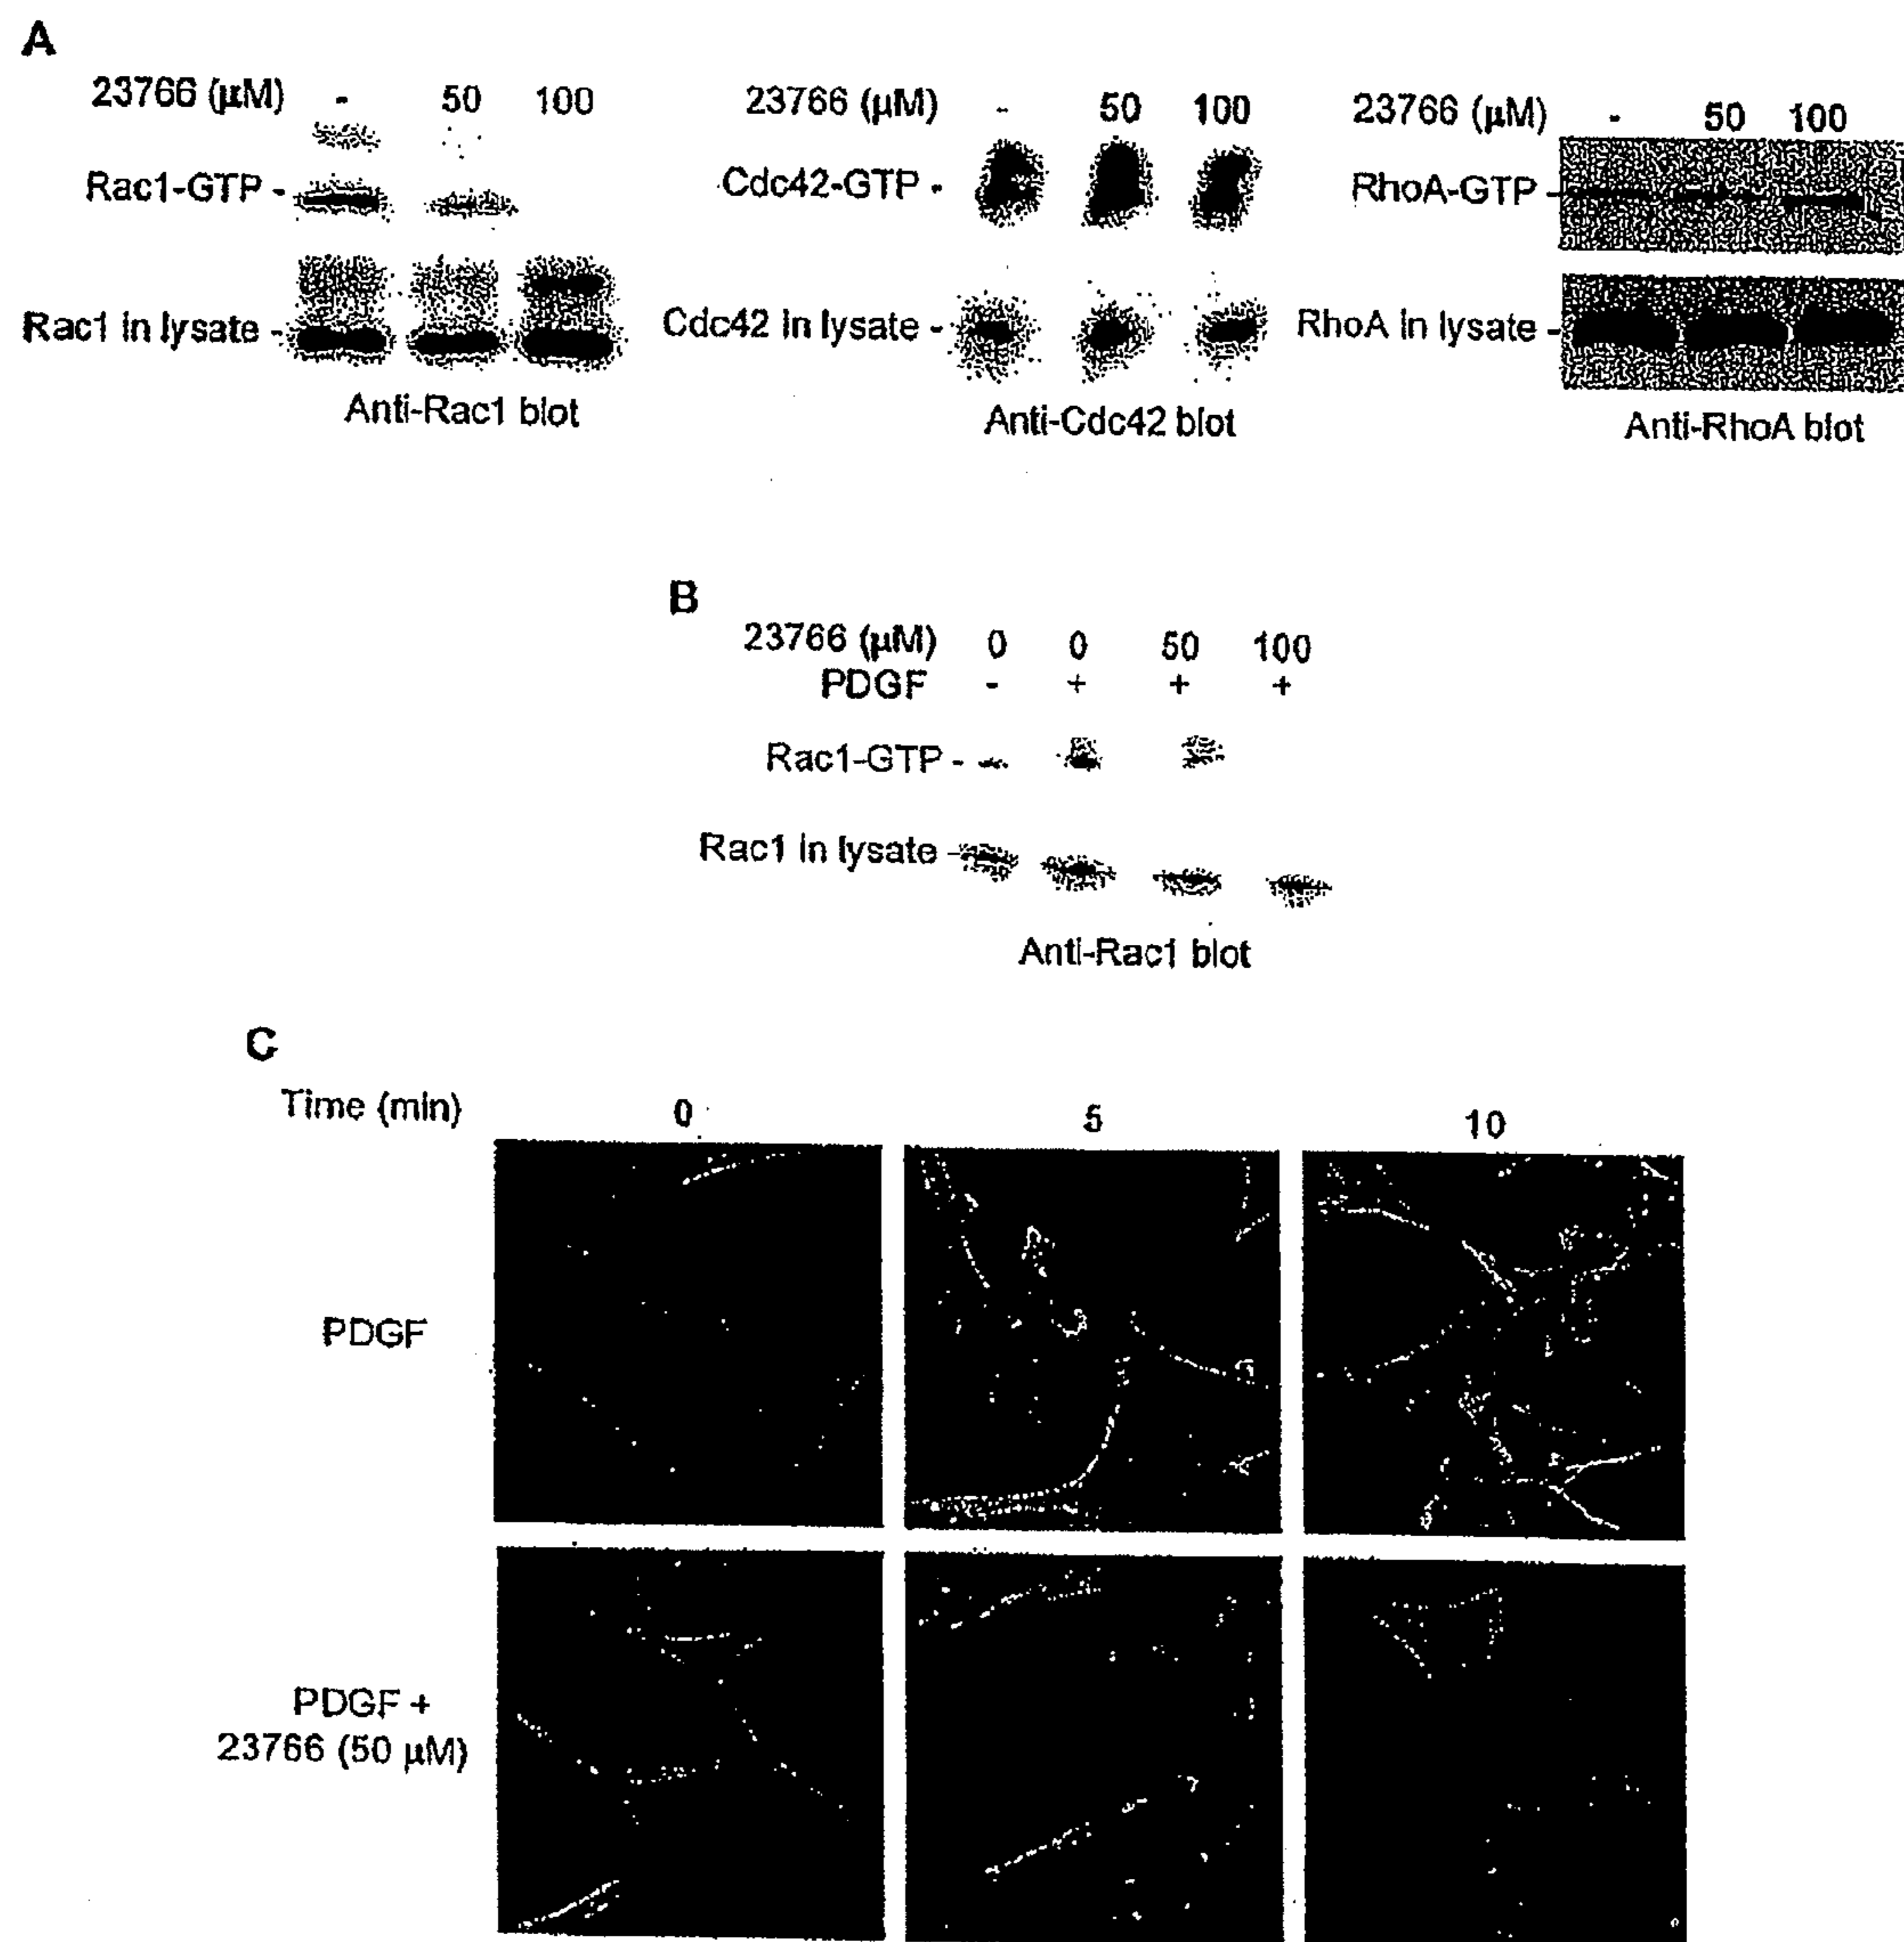 A
23766 (µM) - 50 100
Rac1-GTP -
Rac1 in lysate -
Anti-Rac1 blot
23766 (µM) - 50 100
Cdc42-GTP -
Cdc42 in lysate -
Anti-Cdc42 blot
23766 (µM) - 50 100
RhoA-GTP -
RhoA in lysate -
Anti-RhoA blot
B
23766 (µM) 0 0 50 100
PDGF - + + +
Rac1-GTP -
Rac1 in lysate -
Anti-Rac1 blot
C
Time (min) 0 5 10
PDGF
PDGF +
23766 (50 µM)